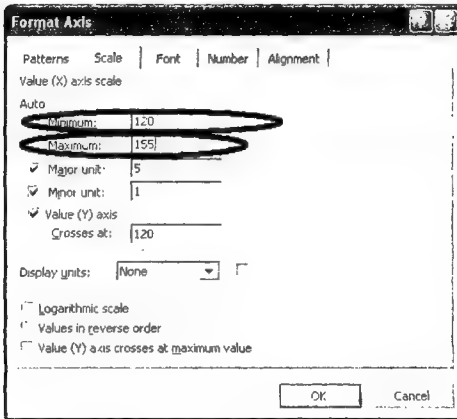 Format Axis
Patterns Scale Font Number Alignment
Value (X) axis scale
Auto
Minimum: 120
Maximum: 155
Major unit: 5
Minor unit: 1
Value (Y) axis
Crosses at: 120
Display units: None
Logarithmic scale
Values in reverse order
Value (Y) axis crosses at maximum value
OK Cancel